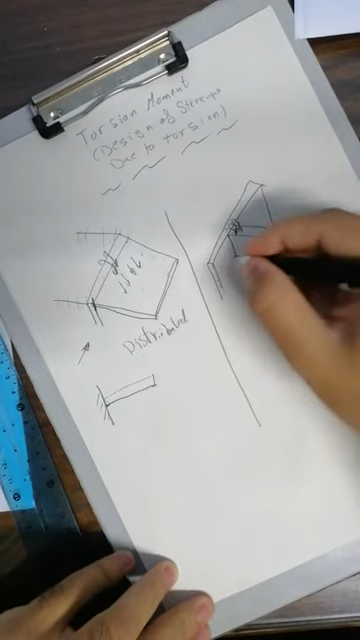 Torsion Moment
(Design of Stirrups
Due to torsion)
Distributed